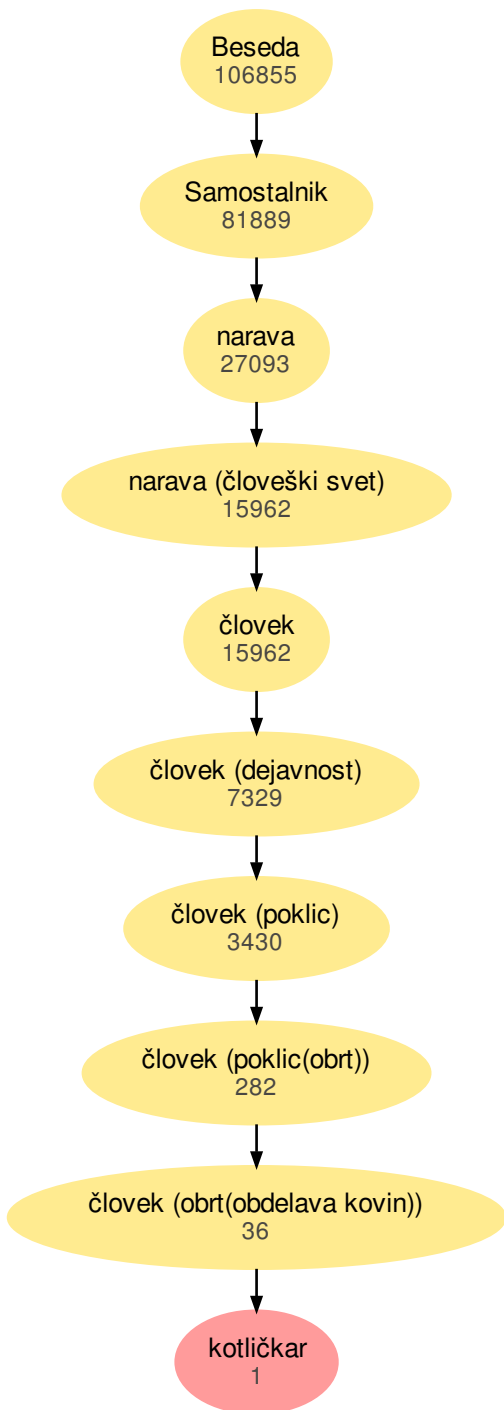 Beseda
106855
Samostalnik
81889
narava
27093
narava (človeški svet)
15962
človek
15962
človek (dejavnost)
7329
človek (poklic)
3430
človek (poklic(obrt))
282
človek (obrt(obdelava kovin))
36
kotličkar
1